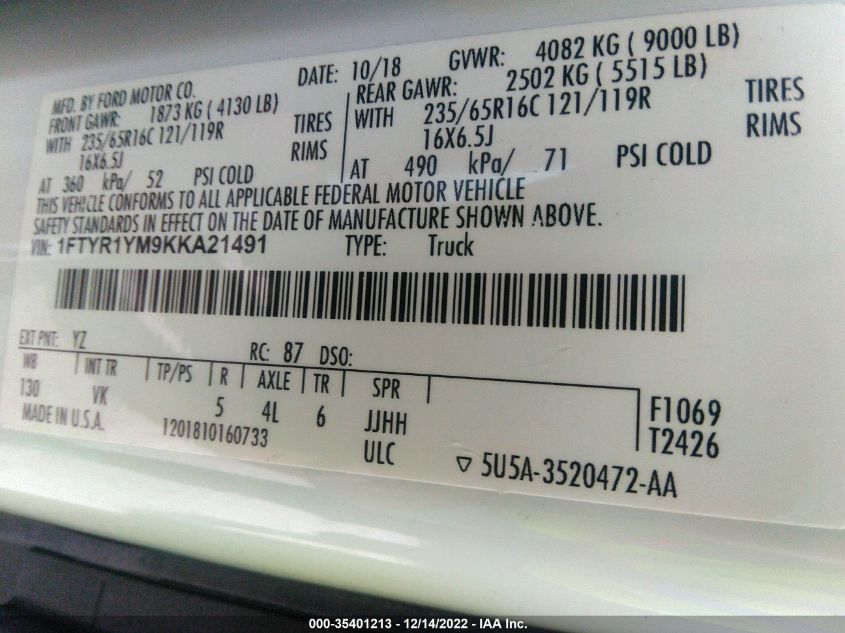 MFD. BY FORD MOTOR CO. DATE: 10/18 GVWR: 4082 KG ( 9000 LB)
FRONT GAWR: 1873 KG ( 4130 LB) REAR GAWR: 2502 KG ( 5515 LB)
WITH 235/65R16C 121/119R TIRES WITH 235/65R16C 121/119R TIRES
16X6.5J RIMS 16X6.5J RIMS
AT 360 kPa/ 52 PSI COLD AT 490 kPa/ 71 PSI COLD
THIS VEHICLE CONFORMS TO ALL APPLICABLE FEDERAL MOTOR VEHICLE
SAFETY STANDARDS IN EFFECT ON THE DATE OF MANUFACTURE SHOWN ABOVE.
VIN: 1FTYR1YM9KKA21491 TYPE: Truck
EXT PNT: YZ RC: 87 DSO:
WB INT TR TP/PS R AXLE TR SPR
130 VK 5 4L 6 JJHH F1069
MADE IN U.S.A. 1201810160733 ULC T2426
▽ 5U5A-3520472-AA
000-35401213 - 12/14/2022 - IAA Inc.